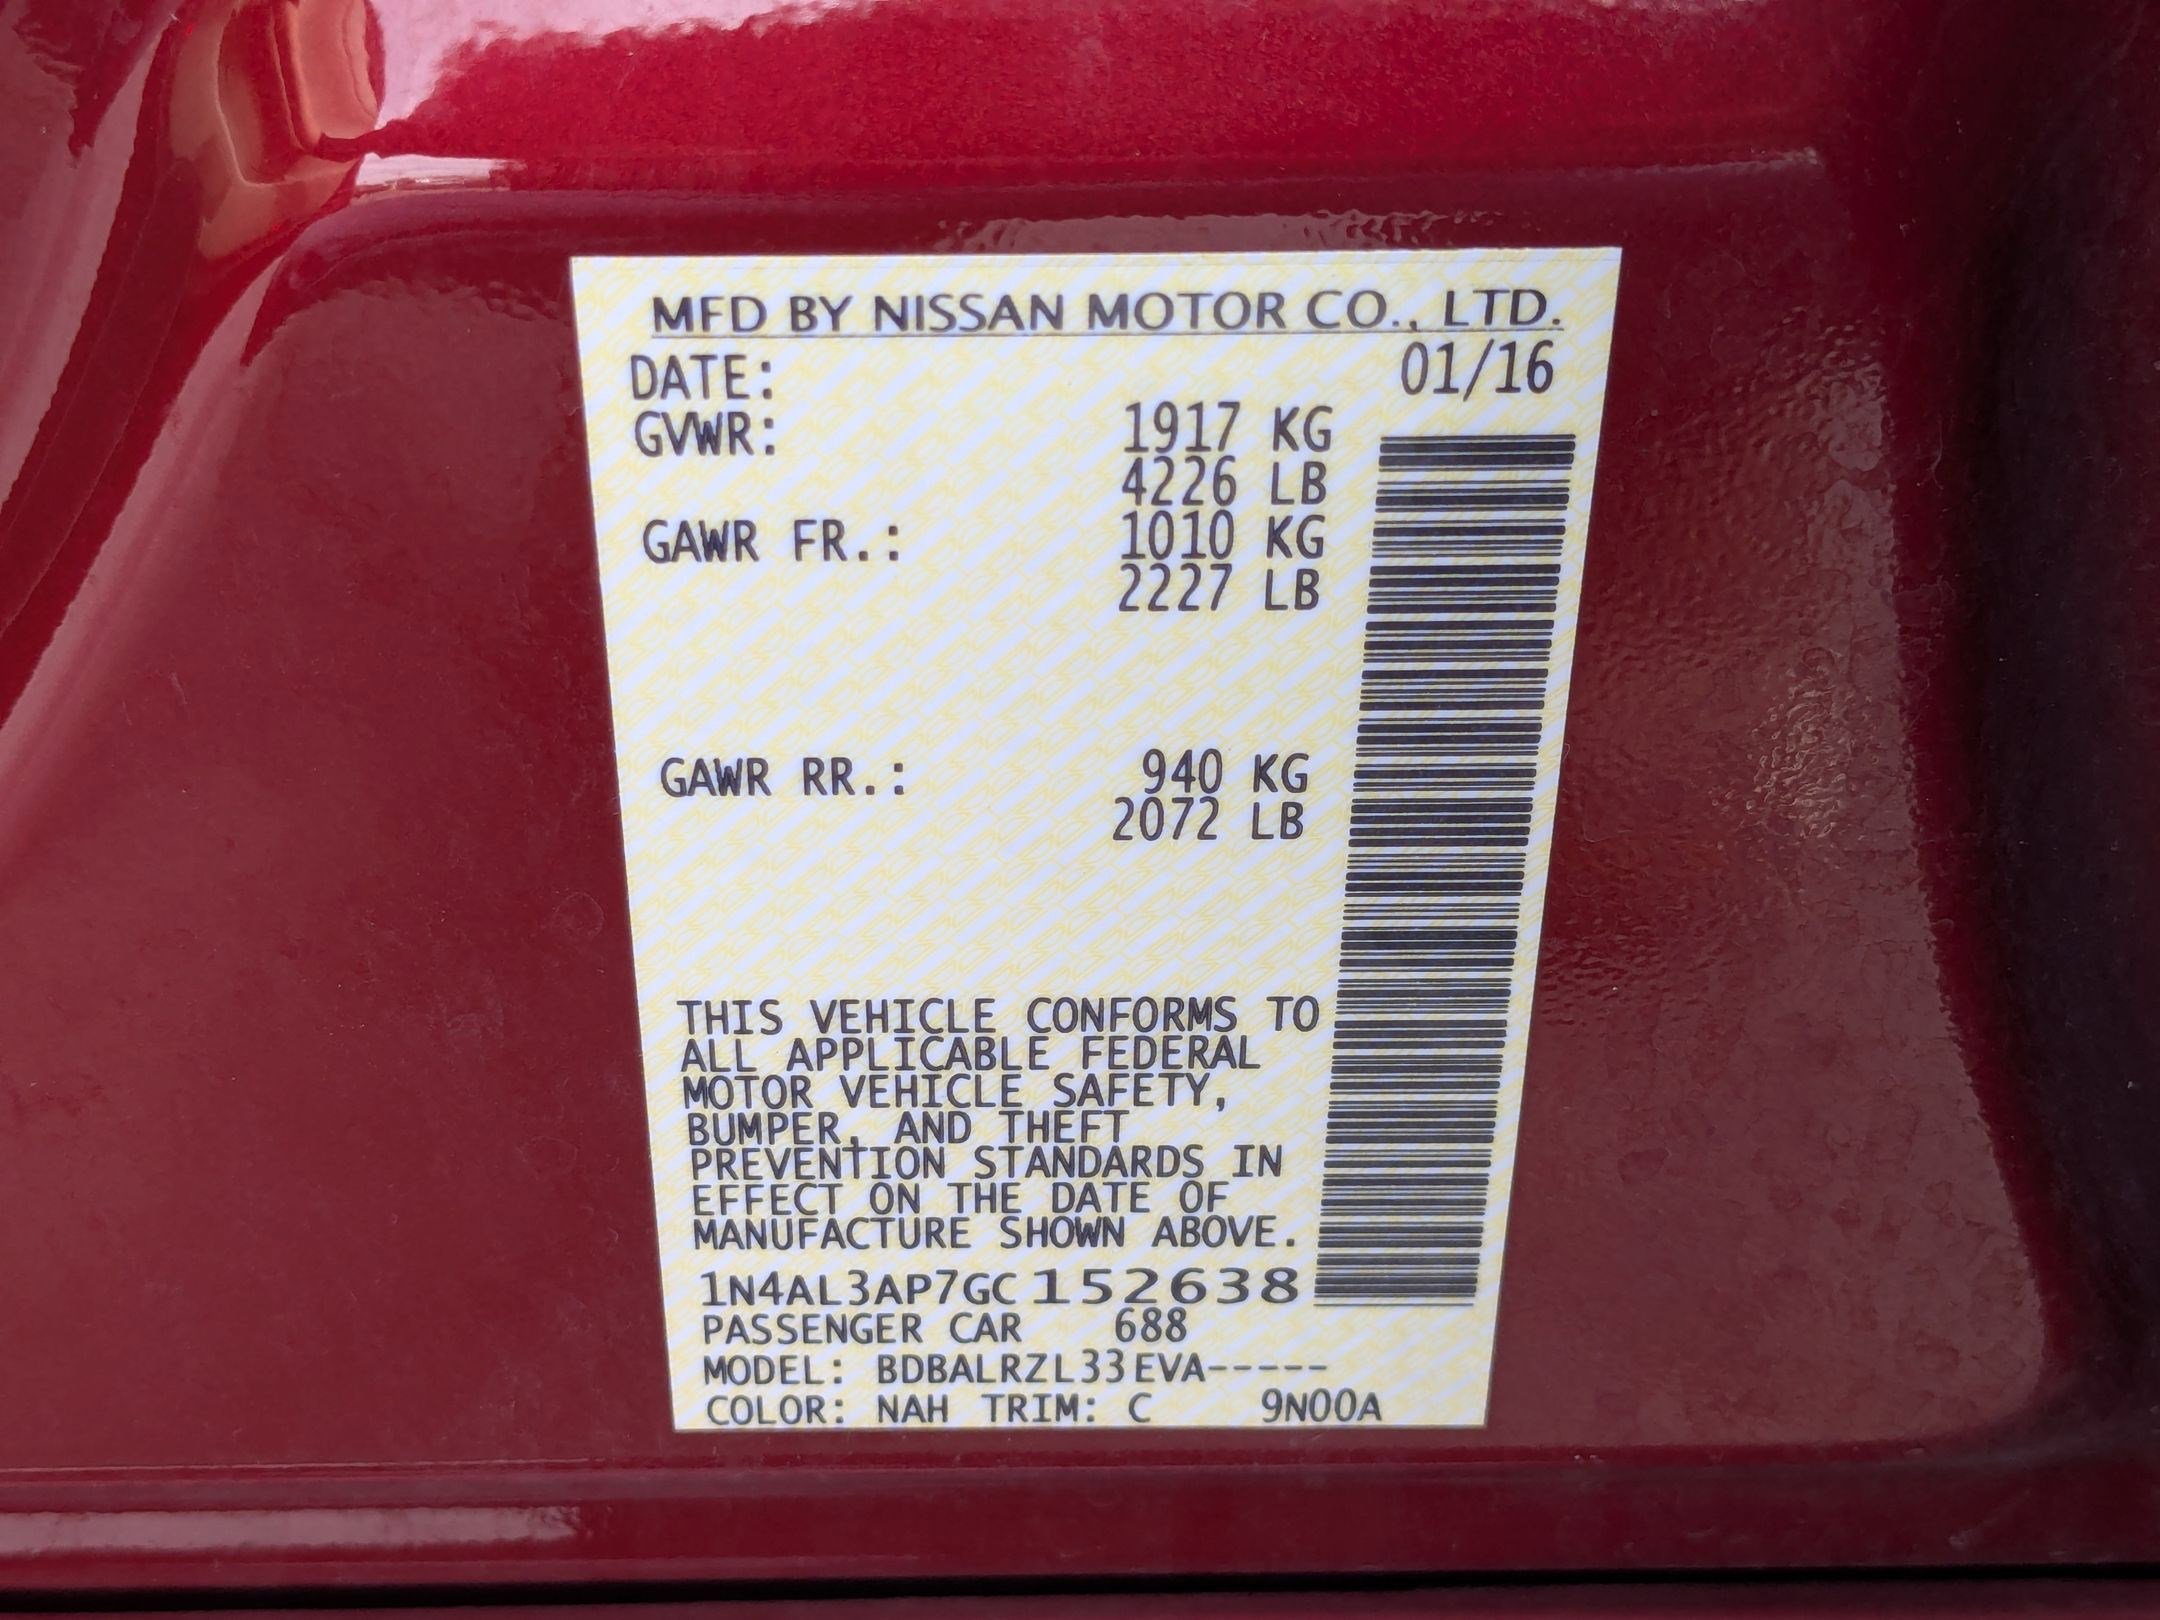 MFD BY NISSAN MOTOR CO., LTD.
DATE: 01/16
GVWR: 1917 KG
4226 LB
GAWR FR.: 1010 KG
2227 LB
GAWR RR.: 940 KG
2072 LB
THIS VEHICLE CONFORMS TO
ALL APPLICABLE FEDERAL
MOTOR VEHICLE SAFETY,
BUMPER, AND THEFT
PREVENTION STANDARDS IN
EFFECT ON THE DATE OF
MANUFACTURE SHOWN ABOVE.
1N4AL3AP7GC152638
PASSENGER CAR 688
MODEL: BDBALRZL33EVA-----
COLOR: NAH TRIM: C 9N00A